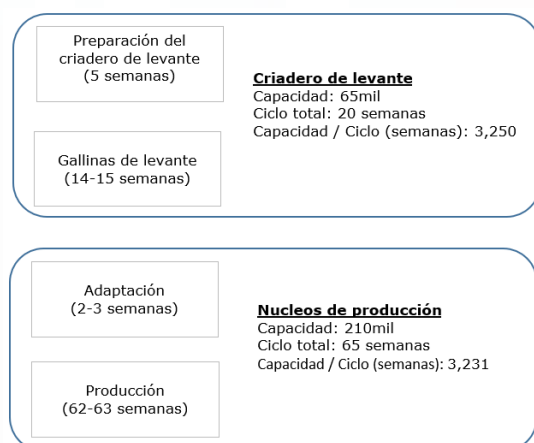 Preparación del
criadero de levante
(5 semanas)
Criadero de levante
Capacidad: 65mil
Ciclo total: 20 semanas
Capacidad / Ciclo (semanas): 3,250
Gallinas de levante
(14-15 semanas)
Adaptación
(2-3 semanas)
Nucleos de producción
Capacidad: 210mil
Ciclo total: 65 semanas
Capacidad / Ciclo (semanas): 3,231
Producción
(62-63 semanas)